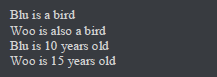 Blu is a bird
Woo is also a bird
Blu is 10 years old
Woo is 15 years old